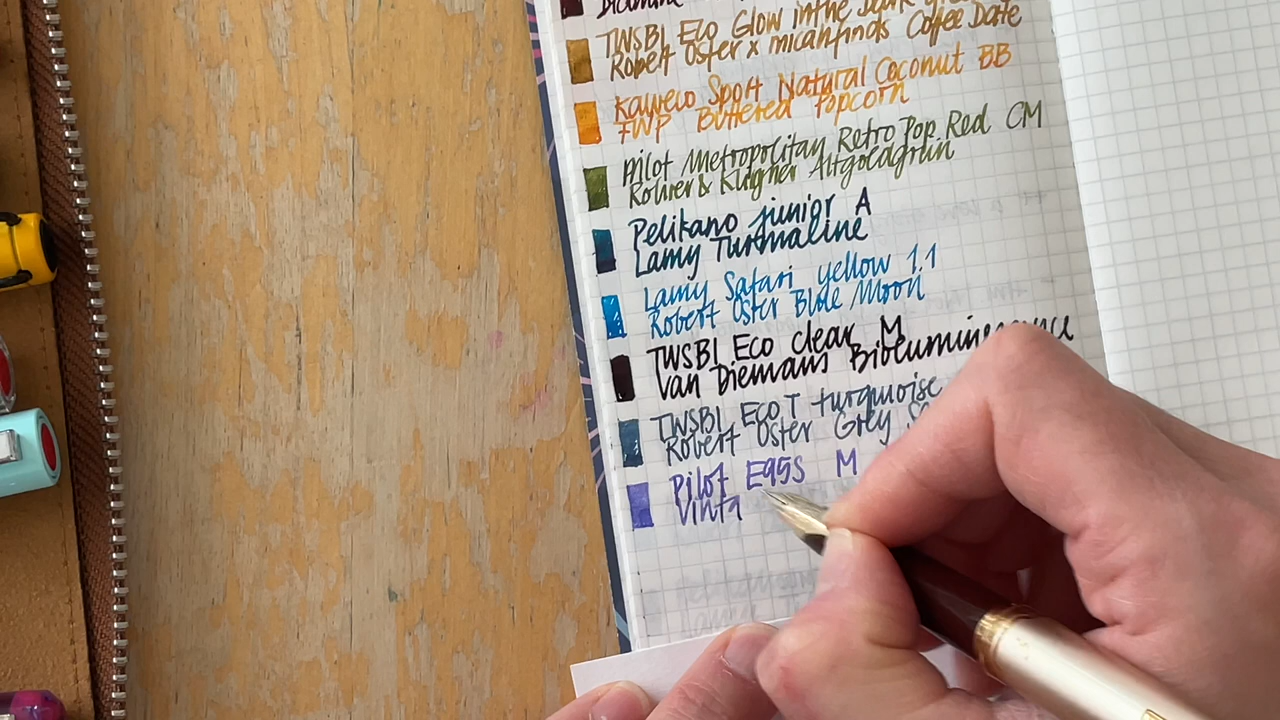 Diamine
TWSBI Eco Glow in the Dark
Robert Oster x micahfinds Coffee Date
Kaweco Sport Natural Coconut BB
FWP Buttered Popcorn
Pilot Metropolitan Retro Pop Red CM
Rohrer & Klingner Altgoldgrün
Pelikano junior A
Lamy Turmaline
Lamy Safari yellow 1.1
Robert Oster Blue Moon
TWSBI Eco clear M
Van Diemans Bioluminescence
TWSBI Eco T turquoise
Robert Oster Grey
Pilot E95S M
Vinta